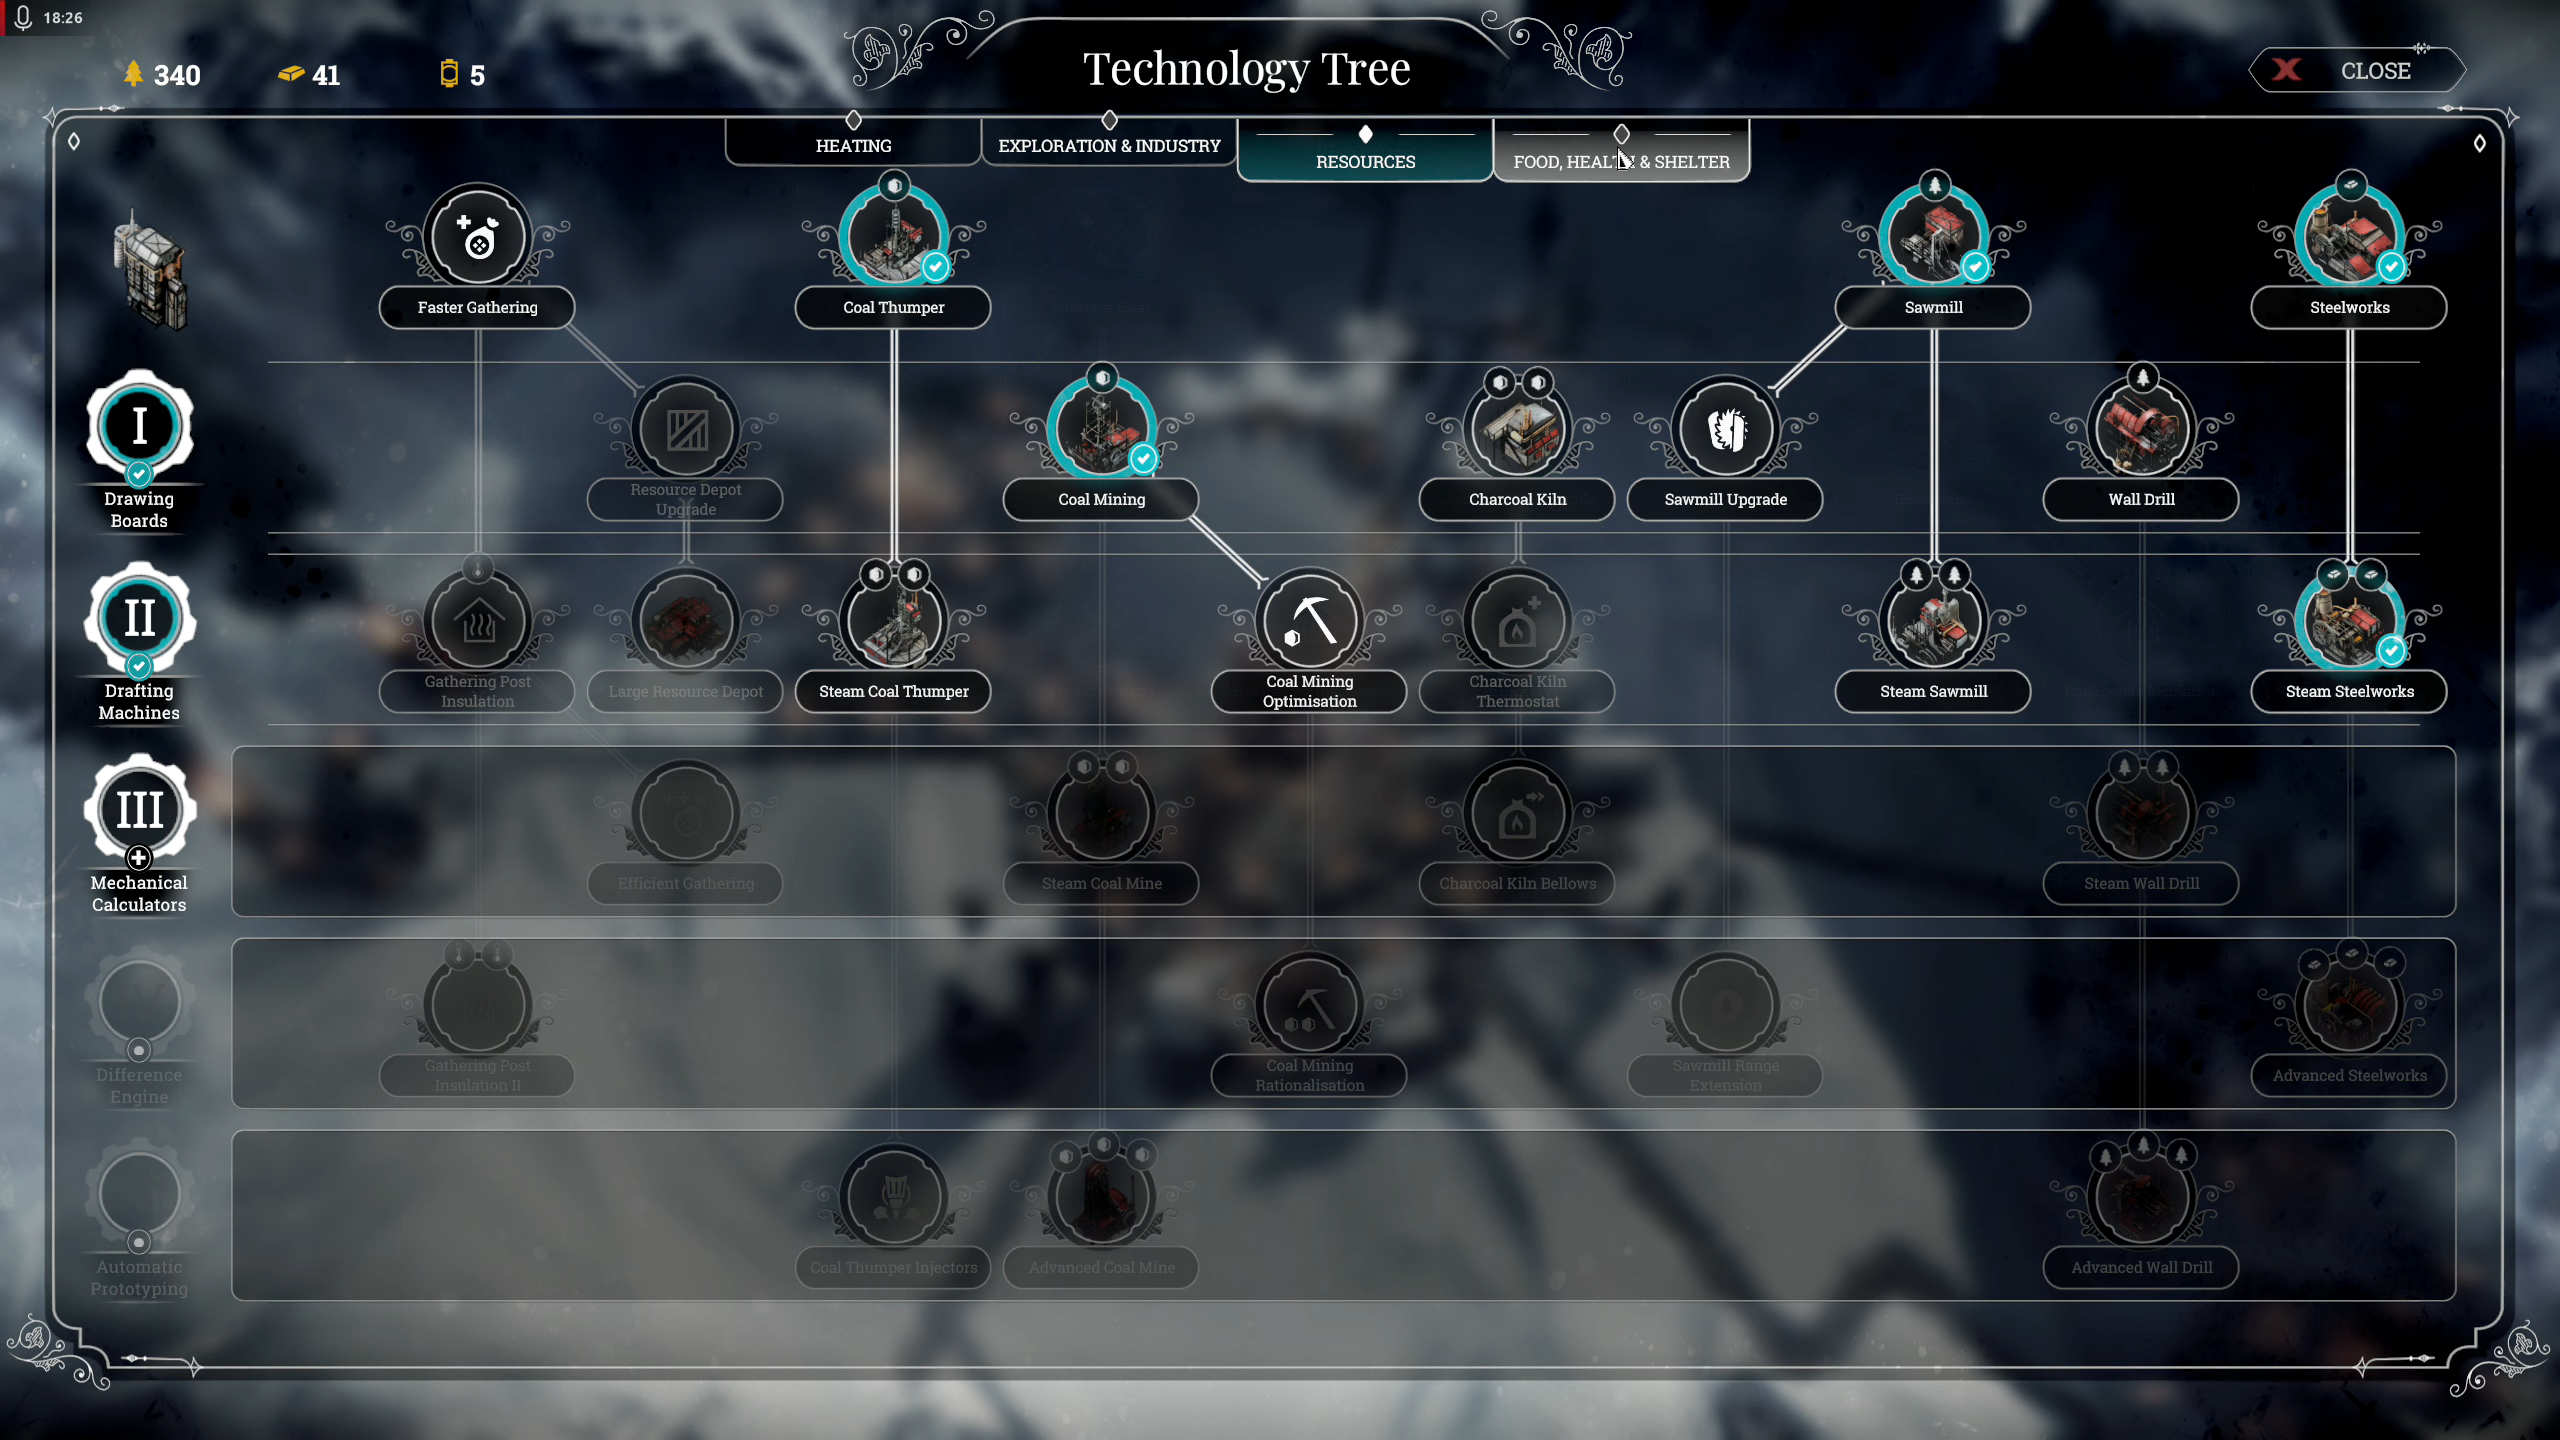 18:26
340
41
5
Technology Tree
CLOSE
HEATING
EXPLORATION & INDUSTRY
RESOURCES
FOOD, HEALTH & SHELTER
Faster Gathering
Coal Thumper
Sawmill
Steelworks
I
Drawing
Boards
Resource Depot
Upgrade
Coal Mining
Charcoal Kiln
Sawmill Upgrade
Wall Drill
II
Drafting
Machines
Gathering Post
Insulation
Large Resource Depot
Steam Coal Thumper
Coal Mining
Optimisation
Charcoal Kiln
Thermostat
Steam Sawmill
Steam Steelworks
III
Mechanical
Calculators
Efficient Gathering
Steam Coal Mine
Charcoal Kiln Bellows
Steam Wall Drill
Difference
Engine
Gathering Post
Insulation II
Coal Mining
Rationalisation
Sawmill Range
Extension
Advanced Steelworks
Automatic
Prototyping
Coal Thumper Injectors
Advanced Coal Mine
Advanced Wall Drill